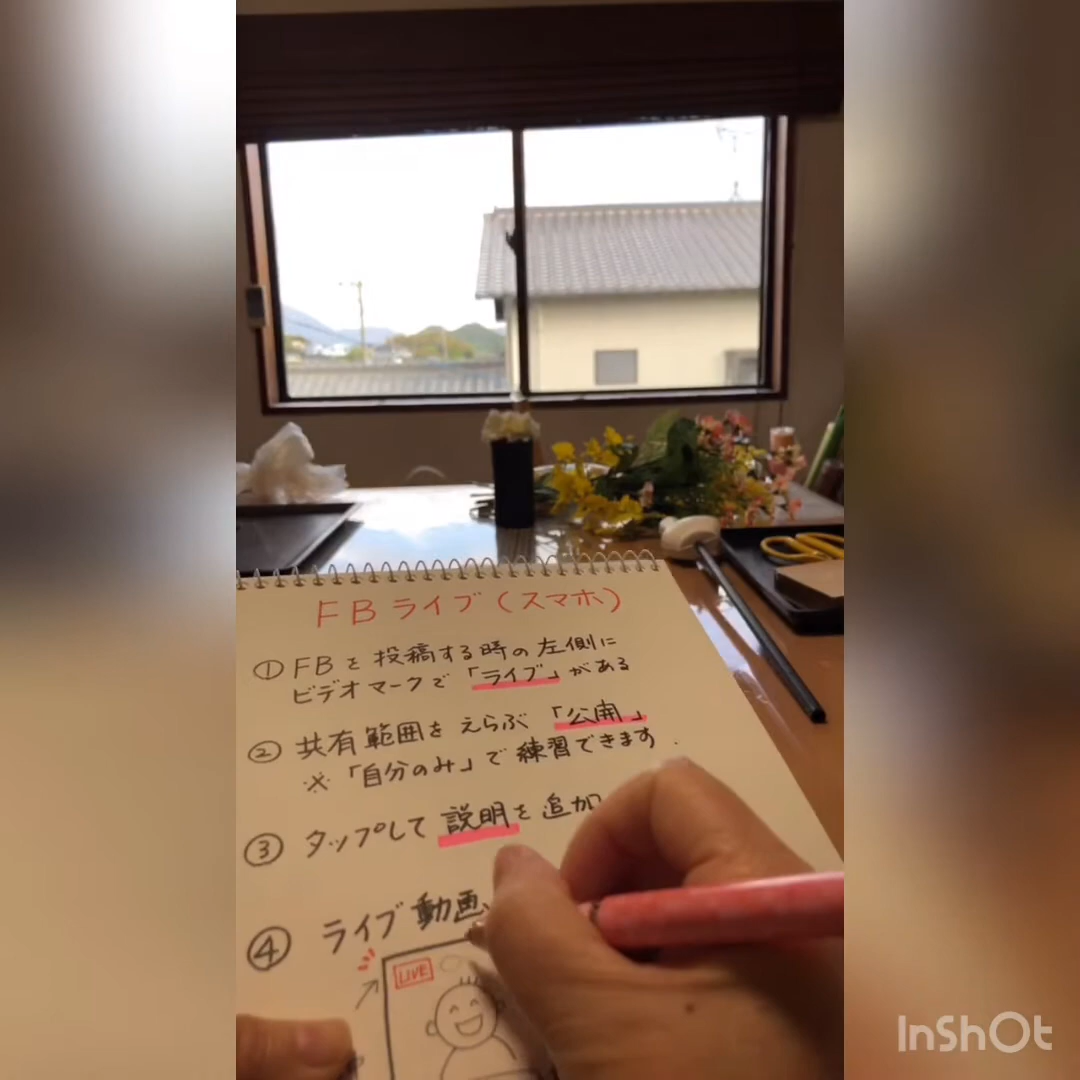 FBライブ(スマホ)
①FBを投稿する時の左側に
ビデオマークで「ライブ」がある
②共有範囲をえらぶ「公開」
※「自分のみ」で練習できます
③タップして説明を追加
④ライブ動画
LIVE
InShOt